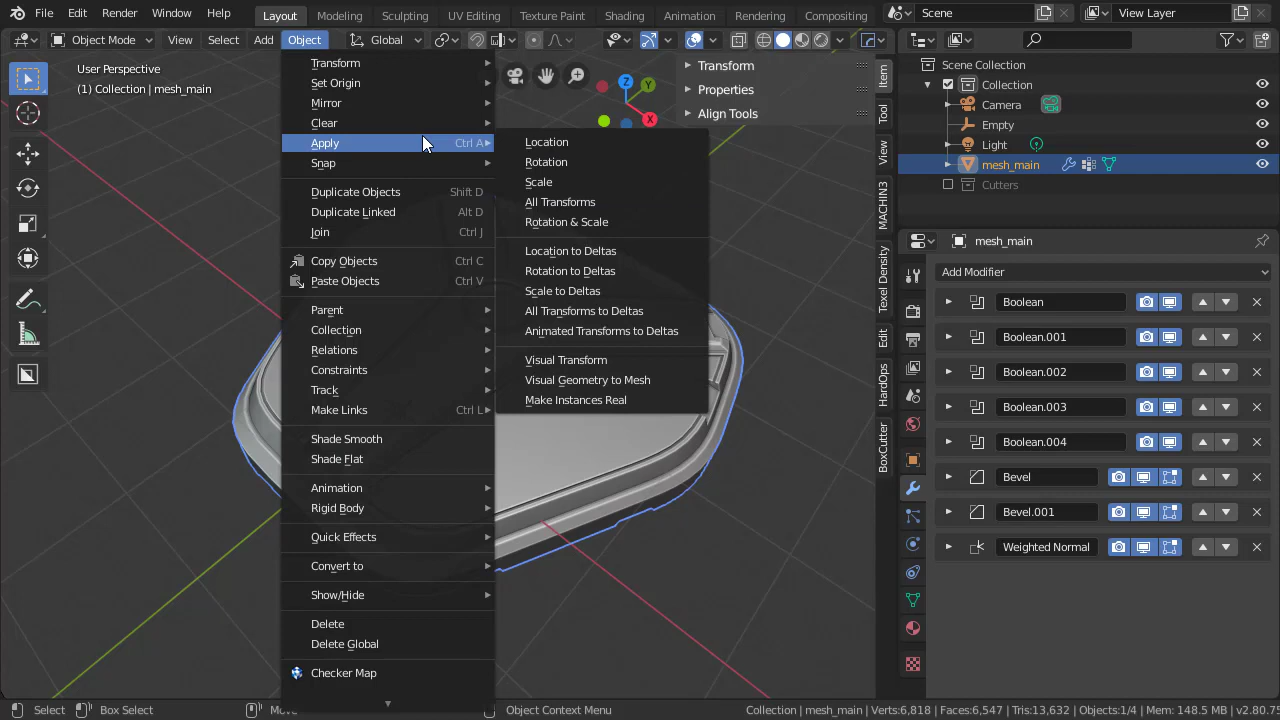 File Edit Render Window Help
Layout Modeling Sculpting UV Editing Texture Paint Shading Animation Rendering Compositing
Scene
View Layer
Object Mode View Select Add Object Global
User Perspective
(1) Collection | mesh_main
Transform
Set Origin
Mirror
Clear
Apply Ctrl A
Snap
Duplicate Objects Shift D
Duplicate Linked Alt D
Join Ctrl J
Copy Objects Ctrl C
Paste Objects Ctrl V
Parent
Collection
Relations
Constraints
Track
Make Links Ctrl L
Shade Smooth
Shade Flat
Animation
Rigid Body
Quick Effects
Convert to
Show/Hide
Delete
Delete Global
Checker Map
Location
Rotation
Scale
All Transforms
Rotation & Scale
Location to Deltas
Rotation to Deltas
Scale to Deltas
All Transforms to Deltas
Animated Transforms to Deltas
Visual Transform
Visual Geometry to Mesh
Make Instances Real
Z
Y
X
Transform
Properties
Align Tools
Item
Tool
View
MACHIN3
Texel Density
Edit
HardOps
BoxCutter
Scene Collection
Collection
Camera
Empty
Light
mesh_main
Cutters
mesh_main
Add Modifier
Boolean
Boolean.001
Boolean.002
Boolean.003
Boolean.004
Bevel
Bevel.001
Weighted Normal
Select Box Select Move Object Context Menu
Collection | mesh_main | Verts:6,818 | Faces:6,547 | Tris:13,632 | Objects:1/4 | Mem: 148.5 MB | v2.80.75